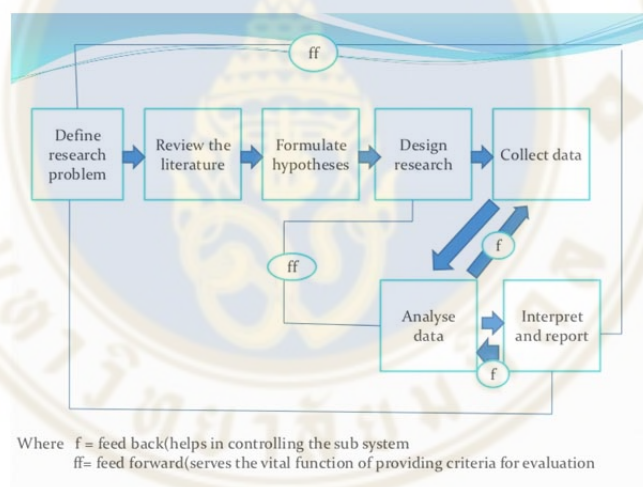 ff
Define
research
problem
Review the
literature
Formulate
hypotheses
Design
research
Collect data
f
ff
Analyse
data
Interpret
and report
f
Where f = feed back(helps in controlling the sub system
ff= feed forward(serves the vital function of providing criteria for evaluation